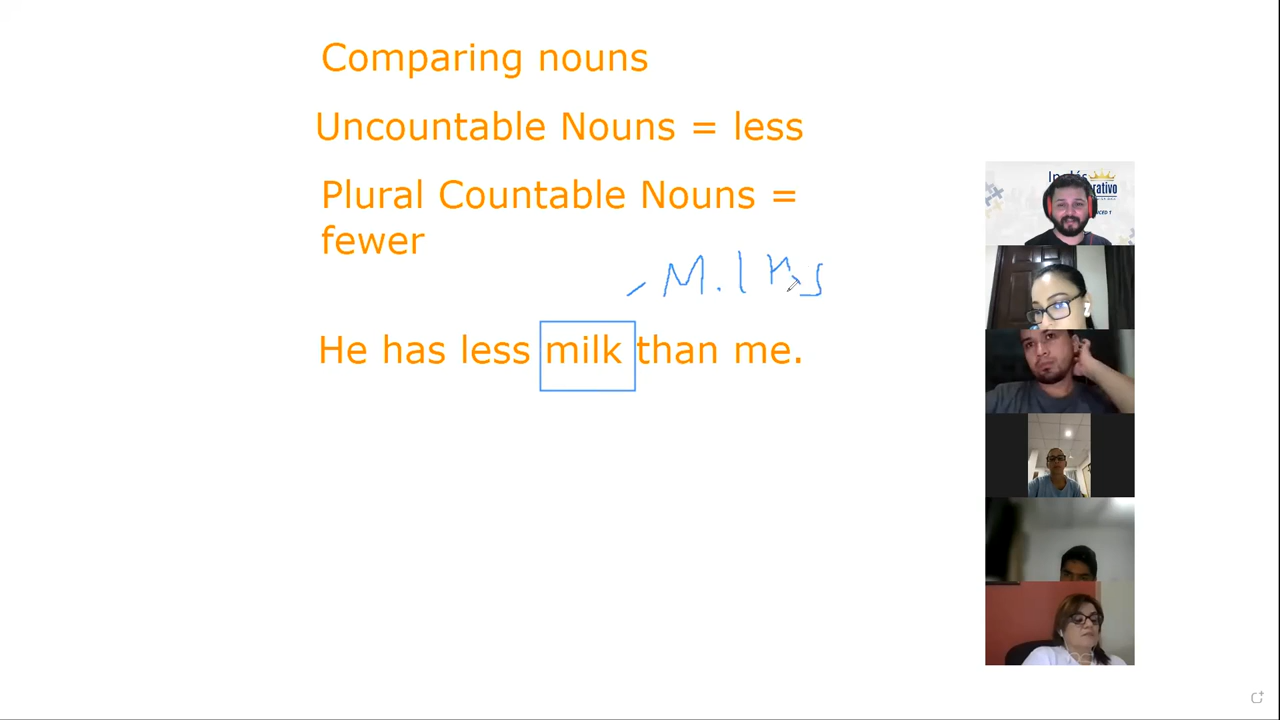 Comparing nouns
Uncountable Nouns = less
Plural Countable Nouns =
fewer
Milks
He has less milk than me.